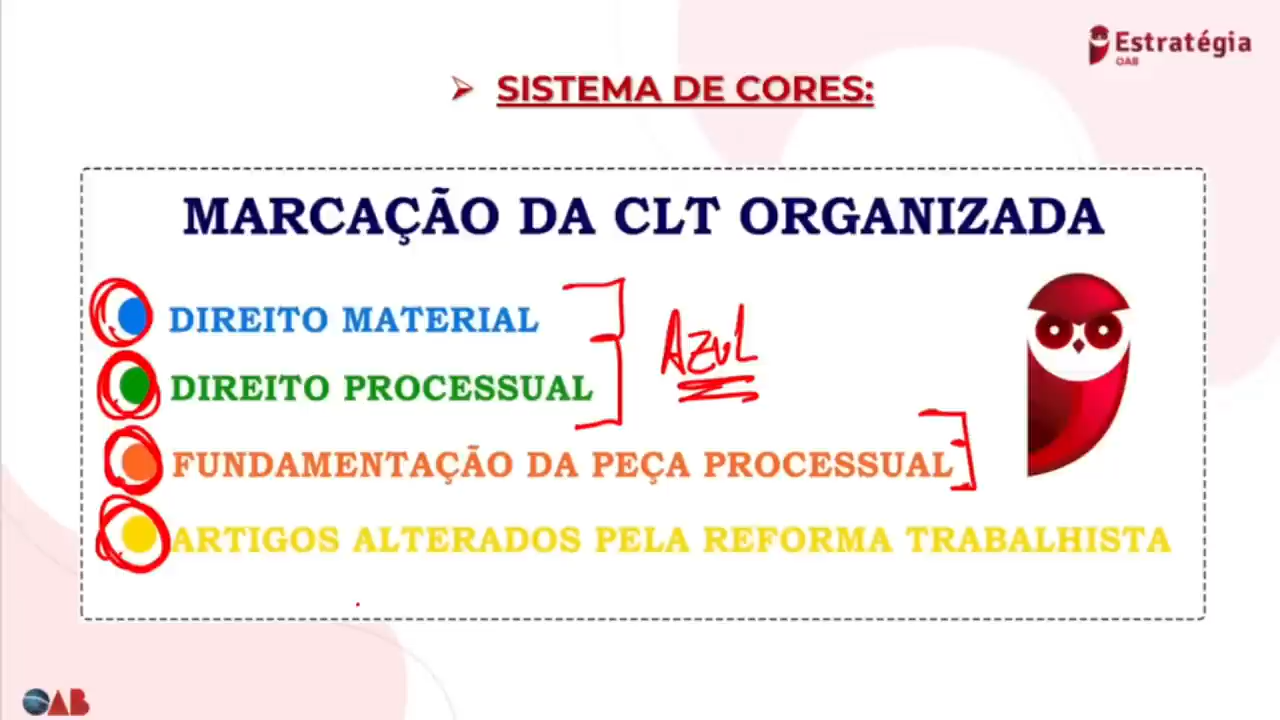 Estratégia
OAB
➢ SISTEMA DE CORES:
MARCAÇÃO DA CLT ORGANIZADA
DIREITO MATERIAL
Azul
DIREITO PROCESSUAL
FUNDAMENTAÇÃO DA PEÇA PROCESSUAL
ARTIGOS ALTERADOS PELA REFORMA TRABALHISTA
OAB